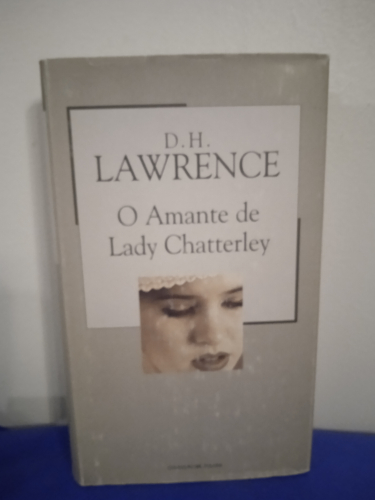 D.H.
LAWRENCE
O Amante de
Lady Chatterley